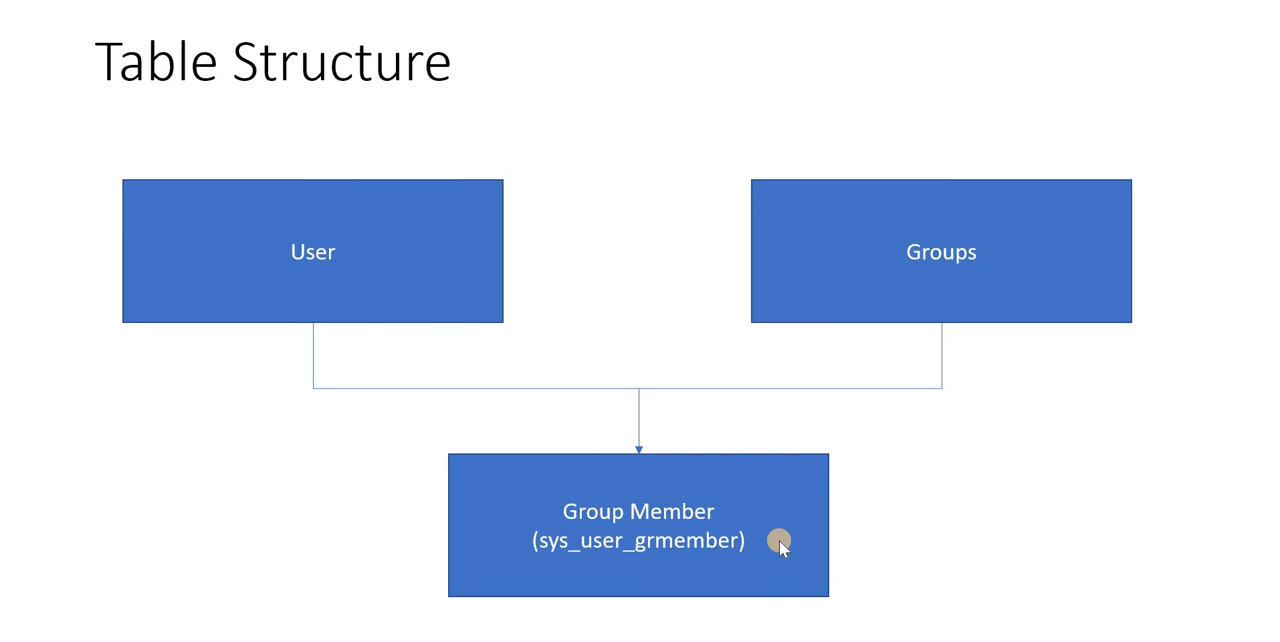 Table Structure
User
Groups
Group Member
(sys_user_grmember)